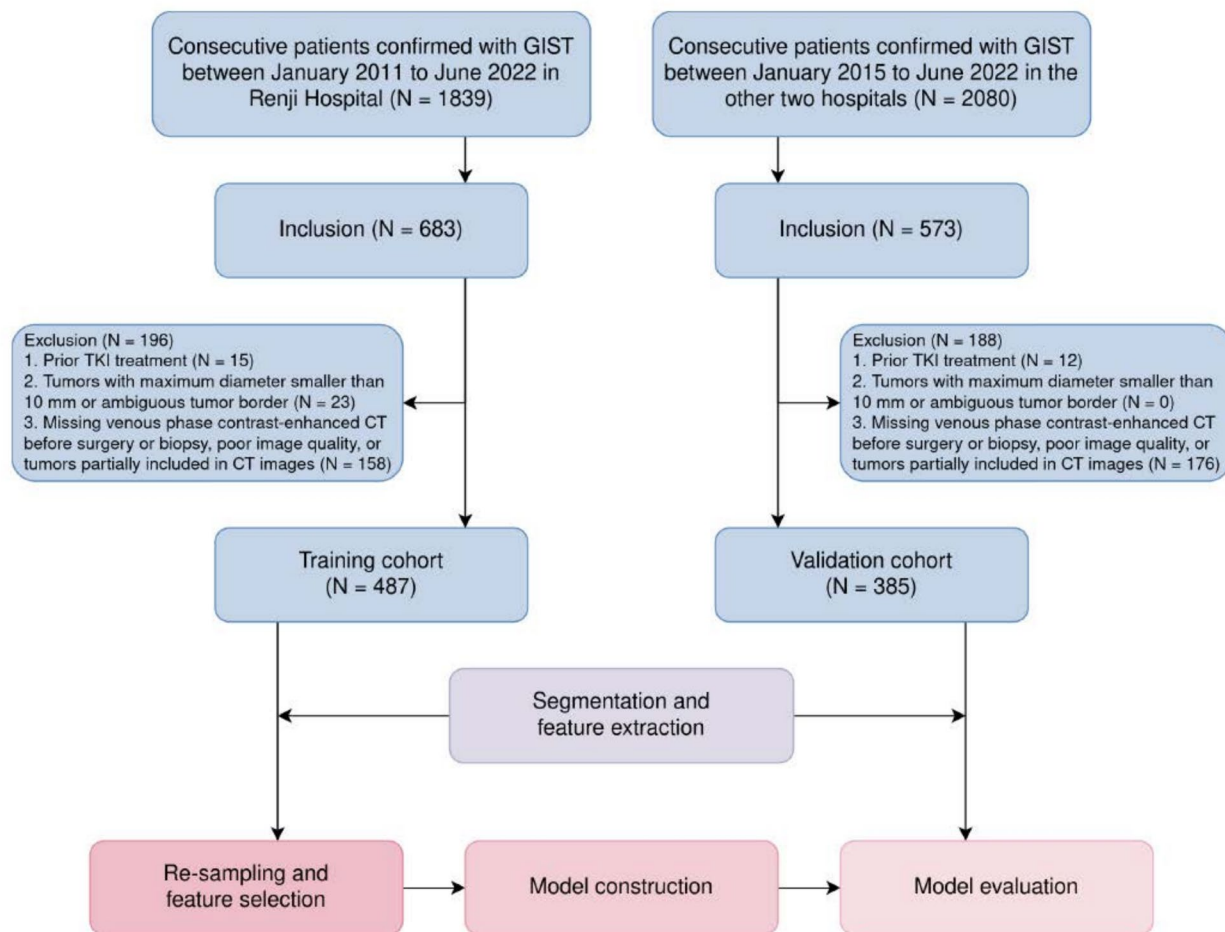 Consecutive patients confirmed with GIST
between January 2011 to June 2022 in
Renji Hospital (N = 1839)
Consecutive patients confirmed with GIST
between January 2015 to June 2022 in the
other two hospitals (N = 2080)
Inclusion (N = 683)
Inclusion (N = 573)
Exclusion (N = 196)
1. Prior TKI treatment (N = 15)
2. Tumors with maximum diameter smaller than
10 mm or ambiguous tumor border (N = 23)
3. Missing venous phase contrast-enhanced CT
before surgery or biopsy, poor image quality, or
tumors partially included in CT images (N = 158)
Exclusion (N = 188)
1. Prior TKI treatment (N = 12)
2. Tumors with maximum diameter smaller than
10 mm or ambiguous tumor border (N = 0)
3. Missing venous phase contrast-enhanced CT
before surgery or biopsy, poor image quality, or
tumors partially included in CT images (N = 176)
Training cohort
(N = 487)
Validation cohort
(N = 385)
Segmentation and
feature extraction
Re-sampling and
feature selection
Model construction
Model evaluation